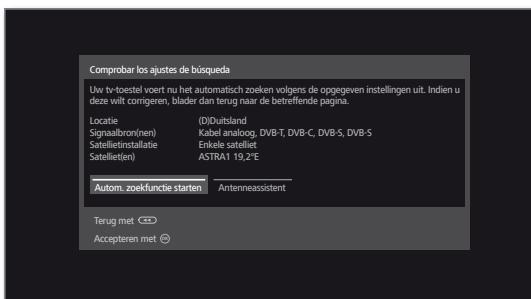 Comprobar los ajustes de búsqueda
Uw tv-toestel voert nu het automatisch zoeken volgens de opgegeven instellingen uit. Indien u
deze wilt corrigeren, blader dan terug naar de betreffende pagina.
Locatie (D)Duitsland
Signaalbron(nen) Kabel analoog, DVB-T, DVB-C, DVB-S, DVB-S
Satellietinstallatie Enkele satelliet
Satelliet(en) ASTRA1 19,2°E
Autom. zoekfunctie starten Antenneassistent
Terug met
Accepteren met OK